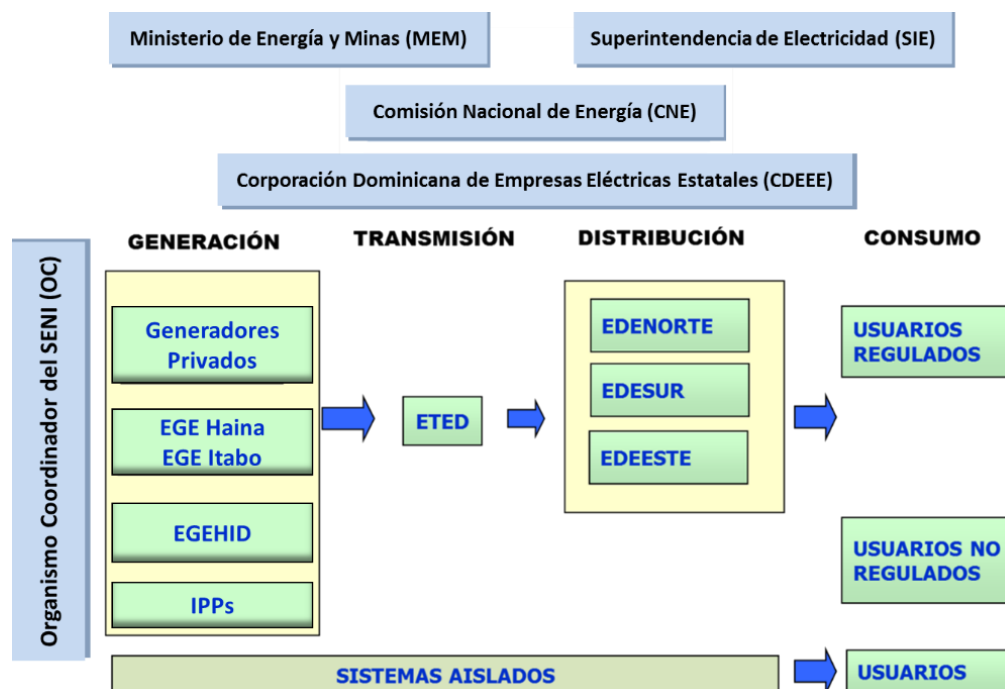 Ministerio de Energía y Minas (MEM)
Superintendencia de Electricidad (SIE)
Comisión Nacional de Energía (CNE)
Corporación Dominicana de Empresas Eléctricas Estatales (CDEEE)
Organismo Coordinador del SENI (OC)
GENERACIÓN
TRANSMISIÓN
DISTRIBUCIÓN
CONSUMO
Generadores
Privados
EGE Haina
EGE Itabo
EGEHID
IPPs
ETED
EDENORTE
EDESUR
EDEESTE
USUARIOS
REGULADOS
USUARIOS NO
REGULADOS
SISTEMAS AISLADOS
USUARIOS